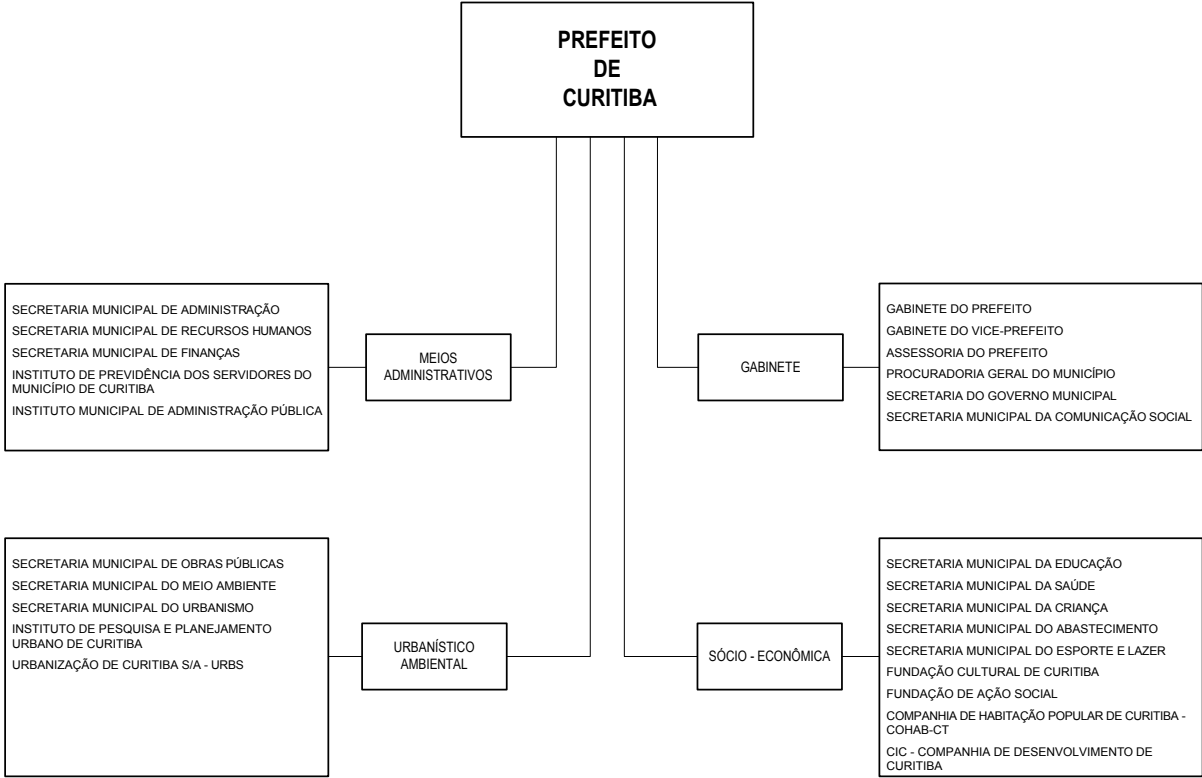 PREFEITO
DE
CURITIBA
SECRETARIA MUNICIPAL DE ADMINISTRAÇÃO
SECRETARIA MUNICIPAL DE RECURSOS HUMANOS
SECRETARIA MUNICIPAL DE FINANÇAS
INSTITUTO DE PREVIDÊNCIA DOS SERVIDORES DO
MUNICÍPIO DE CURITIBA
INSTITUTO MUNICIPAL DE ADMINISTRAÇÃO PÚBLICA
MEIOS
ADMINISTRATIVOS
GABINETE
GABINETE DO PREFEITO
GABINETE DO VICE-PREFEITO
ASSESSORIA DO PREFEITO
PROCURADORIA GERAL DO MUNICÍPIO
SECRETARIA DO GOVERNO MUNICIPAL
SECRETARIA MUNICIPAL DA COMUNICAÇÃO SOCIAL
SECRETARIA MUNICIPAL DE OBRAS PÚBLICAS
SECRETARIA MUNICIPAL DO MEIO AMBIENTE
SECRETARIA MUNICIPAL DO URBANISMO
INSTITUTO DE PESQUISA E PLANEJAMENTO
URBANO DE CURITIBA
URBANIZAÇÃO DE CURITIBA S/A - URBS
URBANÍSTICO
AMBIENTAL
SÓCIO - ECONÔMICA
SECRETARIA MUNICIPAL DA EDUCAÇÃO
SECRETARIA MUNICIPAL DA SAÚDE
SECRETARIA MUNICIPAL DA CRIANÇA
SECRETARIA MUNICIPAL DO ABASTECIMENTO
SECRETARIA MUNICIPAL DO ESPORTE E LAZER
FUNDAÇÃO CULTURAL DE CURITIBA
FUNDAÇÃO DE AÇÃO SOCIAL
COMPANHIA DE HABITAÇÃO POPULAR DE CURITIBA -
COHAB-CT
CIC - COMPANHIA DE DESENVOLVIMENTO DE
CURITIBA